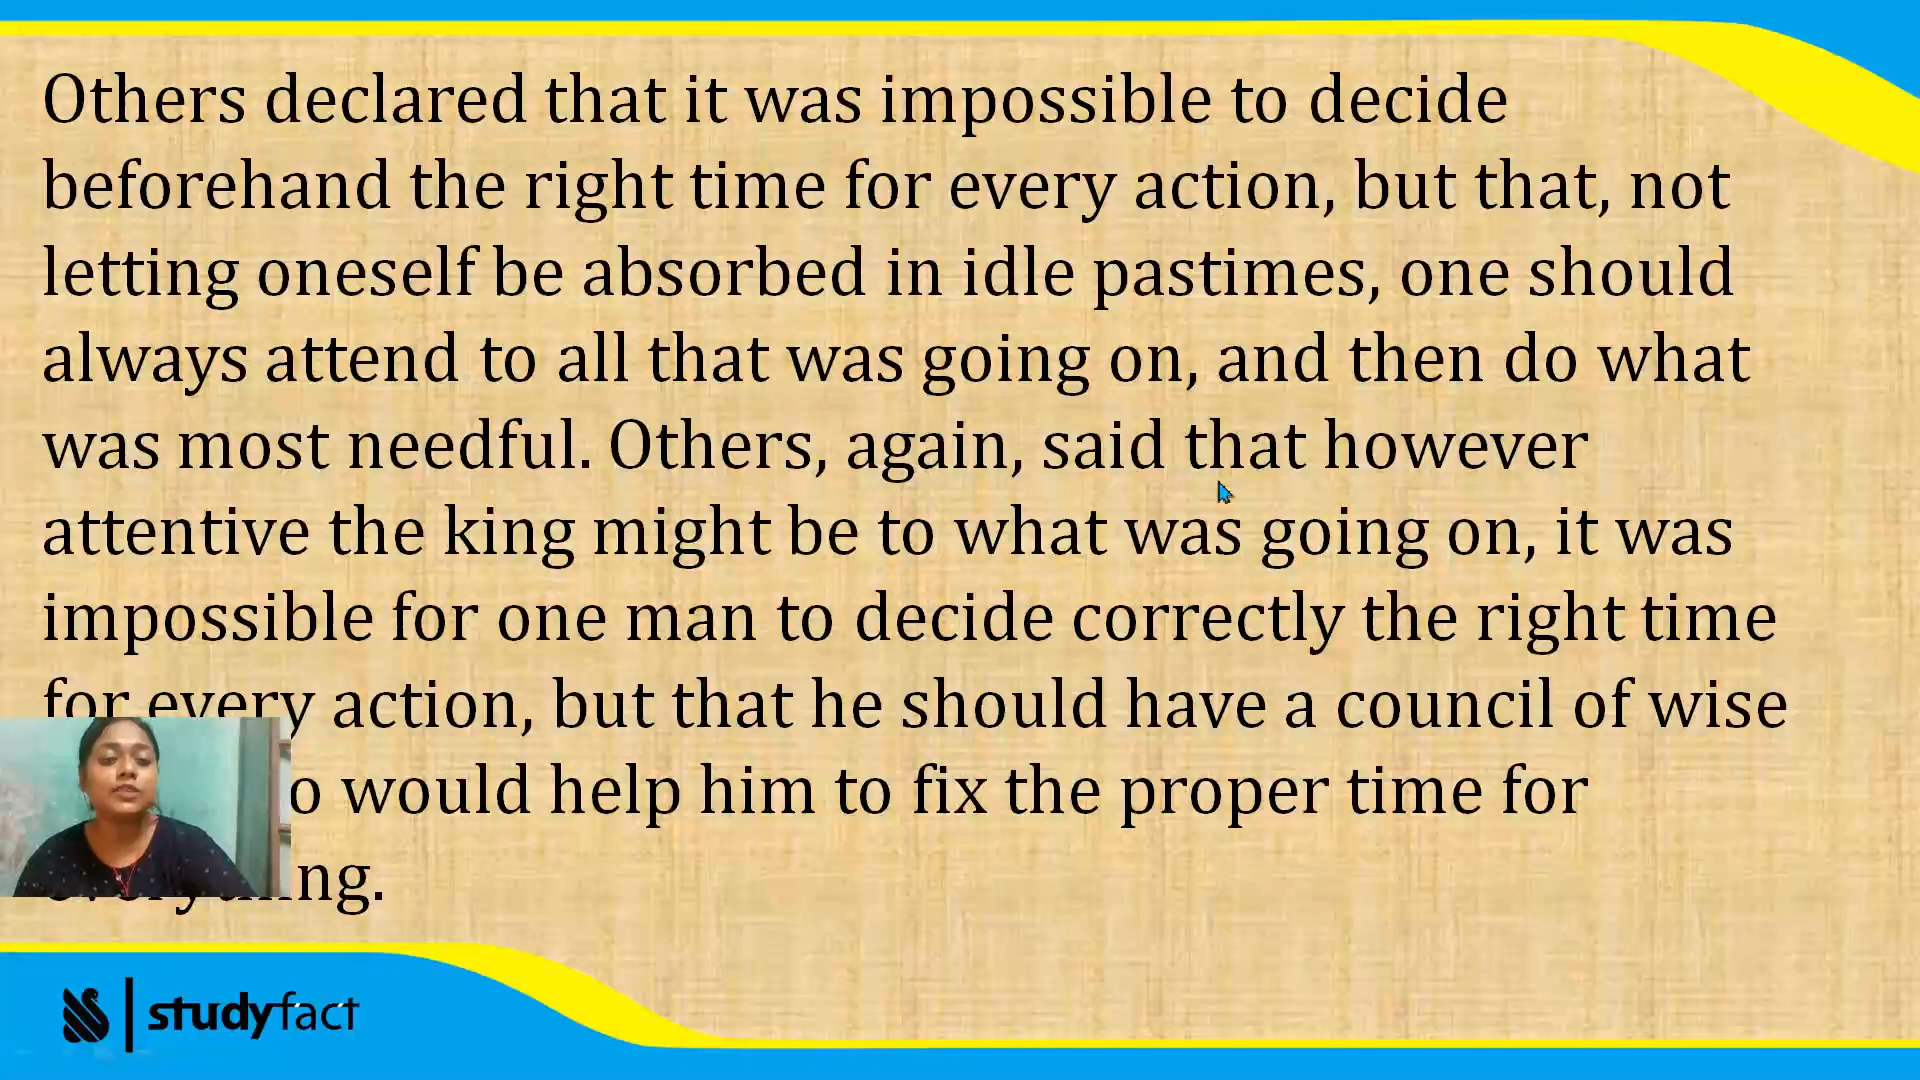 Others declared that it was impossible to decide
beforehand the right time for every action, but that, not
letting oneself be absorbed in idle pastimes, one should
always attend to all that was going on, and then do what
was most needful. Others, again, said that however
attentive the king might be to what was going on, it was
impossible for one man to decide correctly the right time
for every action, but that he should have a council of wise
would help him to fix the proper time for
studyfact